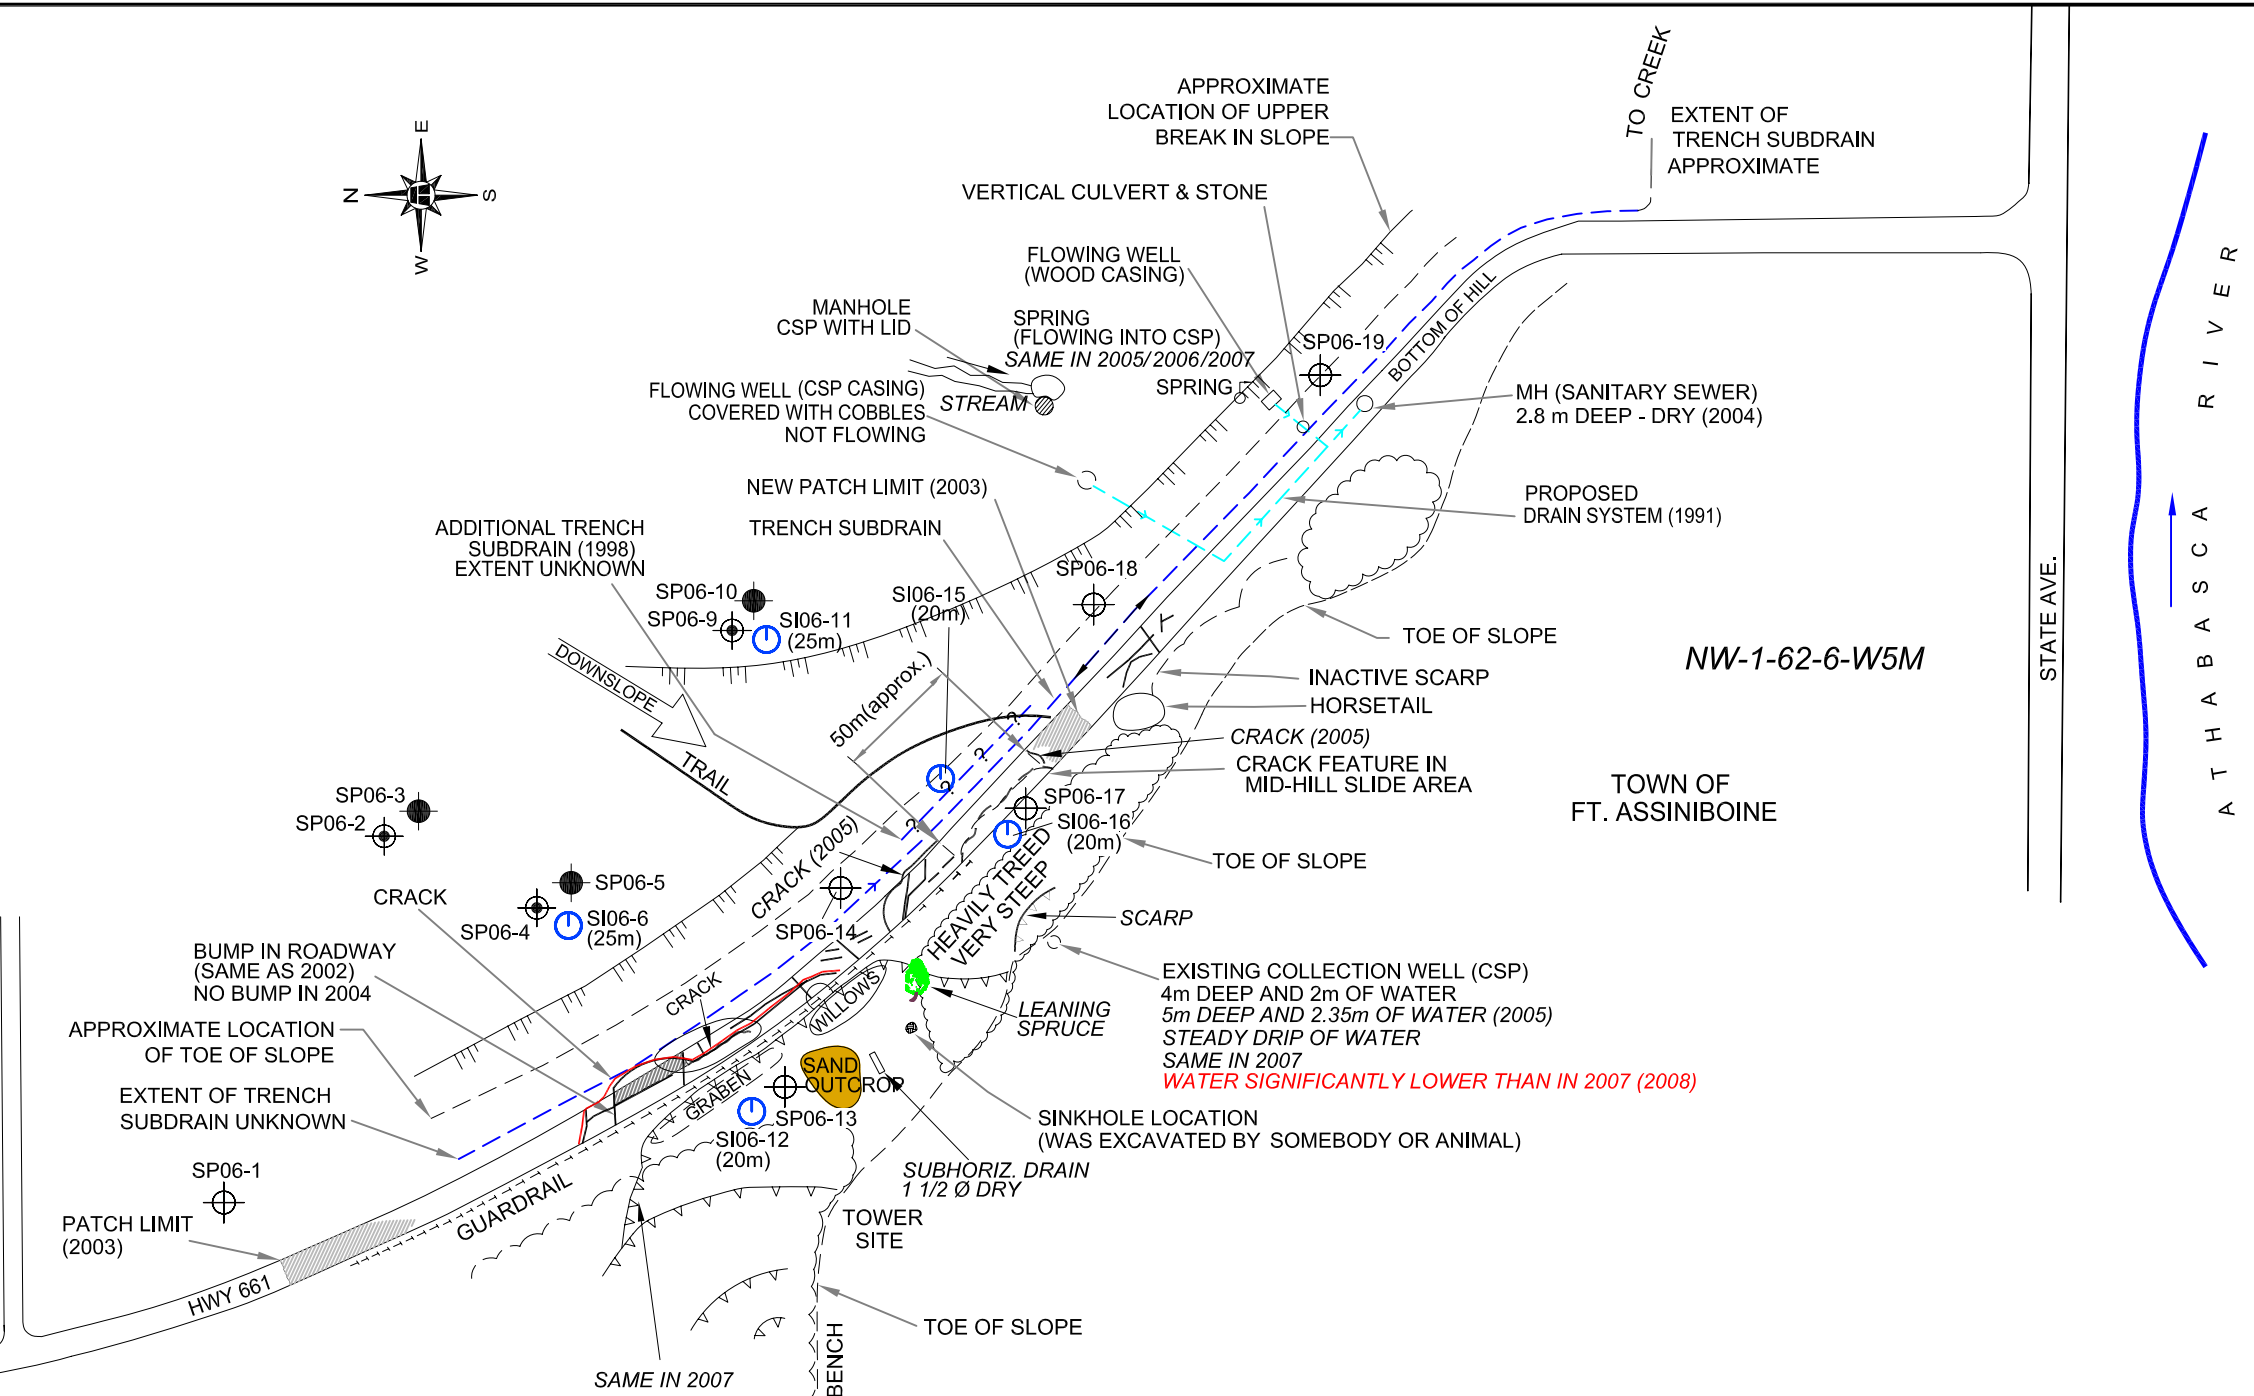 TO CREEK
APPROXIMATE
LOCATION OF UPPER
BREAK IN SLOPE
EXTENT OF
TRENCH SUBDRAIN
APPROXIMATE
E
N
S
W
VERTICAL CULVERT & STONE
FLOWING WELL
(WOOD CASING)
MANHOLE
CSP WITH LID
SPRING
(FLOWING INTO CSP)
SAME IN 2005/2006/2007
SP06-19
BOTTOM OF HILL
SPRING
STREAM
FLOWING WELL (CSP CASING)
COVERED WITH COBBLES
NOT FLOWING
MH (SANITARY SEWER)
2.8 m DEEP - DRY (2004)
NEW PATCH LIMIT (2003)
TRENCH SUBDRAIN
PROPOSED
DRAIN SYSTEM (1991)
ADDITIONAL TRENCH
SUBDRAIN (1998)
EXTENT UNKNOWN
ATHABASCA RIVER
STATE AVE.
SP06-18
SP06-10
SP06-9
SI06-11
(25m)
SI06-15
(20m)
TOE OF SLOPE
NW-1-62-6-W5M
DOWNSLOPE
50m(approx.)
INACTIVE SCARP
HORSETAIL
?
?
?
?
CRACK (2005)
CRACK FEATURE IN
MID-HILL SLIDE AREA
TRAIL
TOWN OF
FT. ASSINIBOINE
SP06-3
SP06-2
SP06-17
SI06-16
(20m)
TOE OF SLOPE
CRACK (2005)
HEAVILY TREED
VERY STEEP
SP06-5
SP06-4
SI06-6
(25m)
CRACK
SP06-14
SCARP
BUMP IN ROADWAY
(SAME AS 2002)
NO BUMP IN 2004
CRACK
WILLOWS
LEANING
SPRUCE
EXISTING COLLECTION WELL (CSP)
4m DEEP AND 2m OF WATER
5m DEEP AND 2.35m OF WATER (2005)
STEADY DRIP OF WATER
SAME IN 2007
WATER SIGNIFICANTLY LOWER THAN IN 2007 (2008)
APPROXIMATE LOCATION
OF TOE OF SLOPE
SAND
OUTCROP
GRABEN
EXTENT OF TRENCH
SUBDRAIN UNKNOWN
SP06-13
SI06-12
(20m)
SINKHOLE LOCATION
(WAS EXCAVATED BY SOMEBODY OR ANIMAL)
SP06-1
SUBHORIZ. DRAIN
1 1/2 Ø DRY
GUARDRAIL
PATCH LIMIT
(2003)
TOWER
SITE
HWY 661
TOE OF SLOPE
BENCH
SAME IN 2007